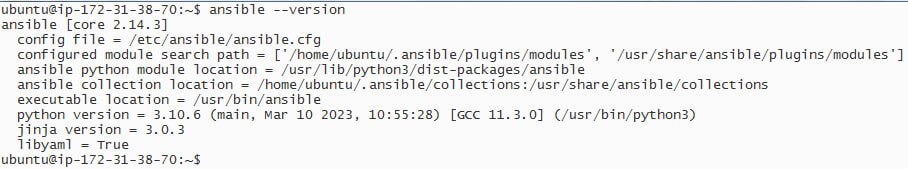 ubuntu@ip-172-31-38-70:~$ ansible --version
ansible [core 2.14.3]
  config file = /etc/ansible/ansible.cfg
  configured module search path = ['/home/ubuntu/.ansible/plugins/modules', '/usr/share/ansible/plugins/modules']
  ansible python module location = /usr/lib/python3/dist-packages/ansible
  ansible collection location = /home/ubuntu/.ansible/collections:/usr/share/ansible/collections
  executable location = /usr/bin/ansible
  python version = 3.10.6 (main, Mar 10 2023, 10:55:28) [GCC 11.3.0] (/usr/bin/python3)
  jinja version = 3.0.3
  libyaml = True
ubuntu@ip-172-31-38-70:~$